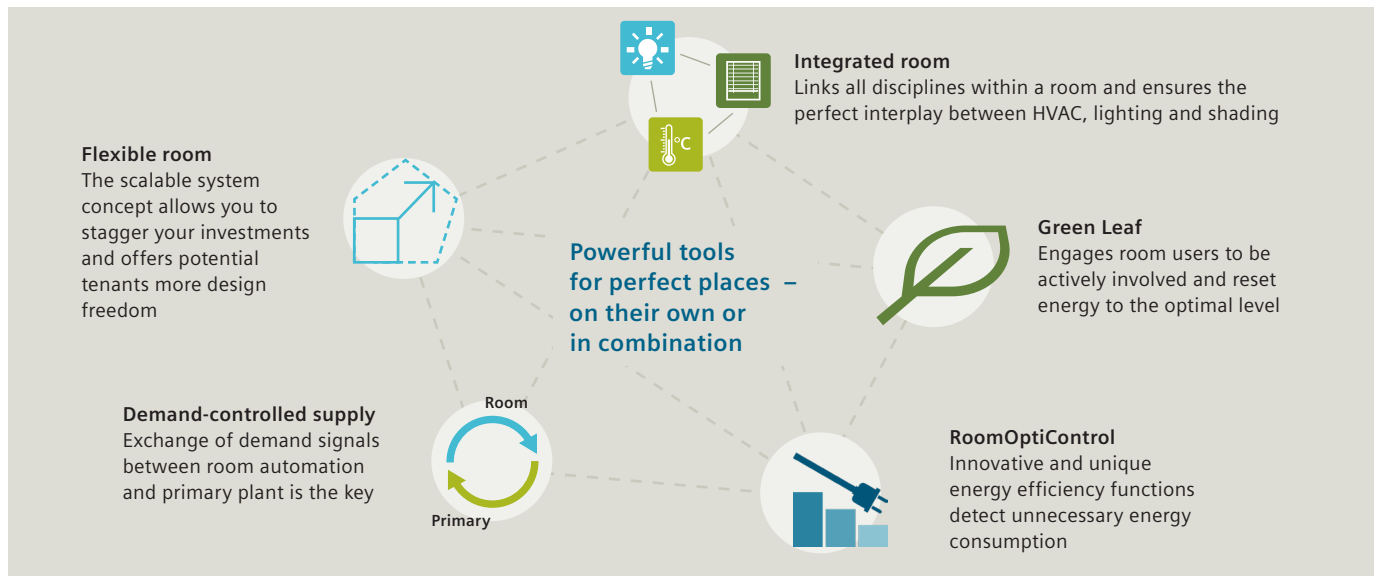 °C
Integrated room
Links all disciplines within a room and ensures the
perfect interplay between HVAC, lighting and shading
Flexible room
The scalable system
concept allows you to
stagger your investments
and offers potential
tenants more design
freedom
Powerful tools
for perfect places –
on their own or
in combination
Green Leaf
Engages room users to be
actively involved and reset
energy to the optimal level
Demand-controlled supply
Exchange of demand signals
between room automation
and primary plant is the key
Room
Primary
RoomOptiControl
Innovative and unique
energy efficiency functions
detect unnecessary energy
consumption